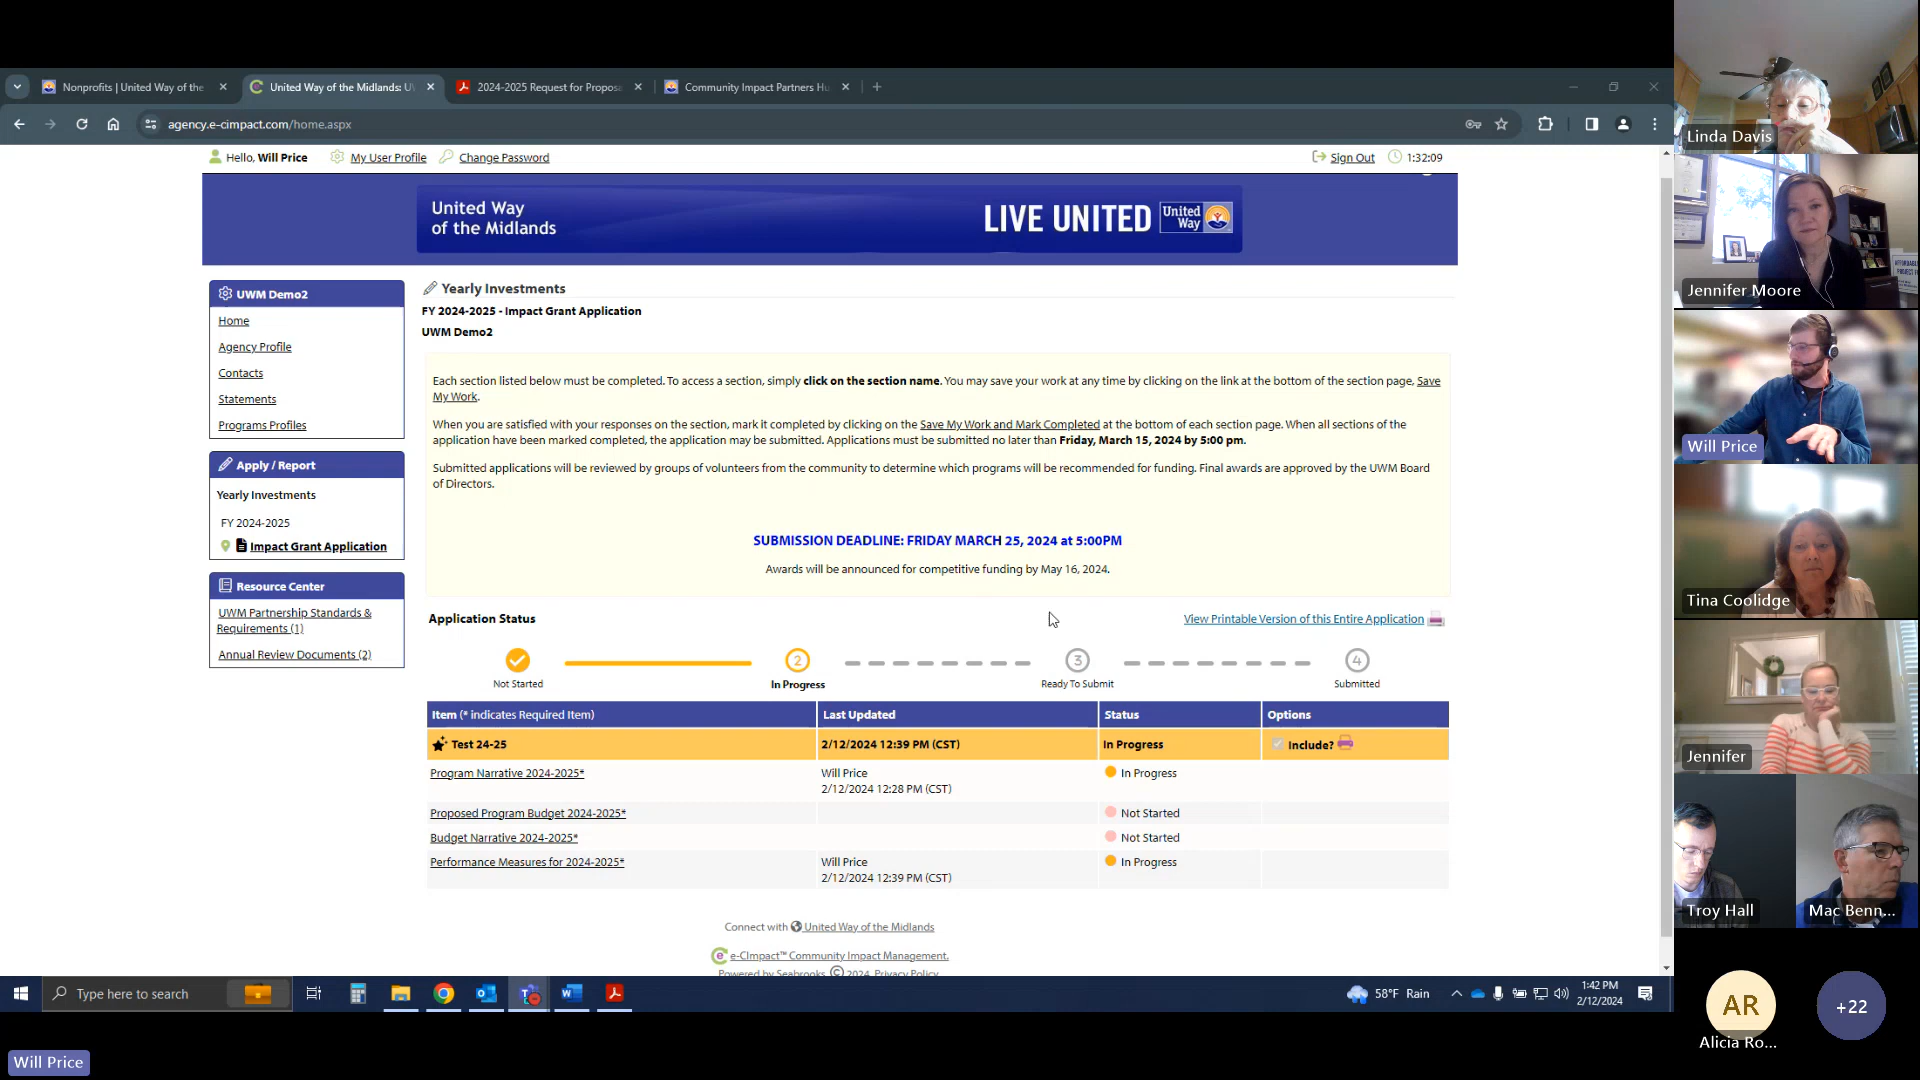 Nonprofits | United Way of the
United Way of the Midlands: U
2024-2025 Request for Proposa
Community Impact Partners Hu
agency.e-cimpact.com/home.aspx
Hello, Will Price
My User Profile
Change Password
Sign Out
1:32:09
United Way
of the Midlands
LIVE UNITED
United
Way
UWM Demo2
Home
Agency Profile
Contacts
Statements
Programs Profiles
Apply / Report
Yearly Investments
FY 2024-2025
Impact Grant Application
Resource Center
UWM Partnership Standards &
Requirements (1)
Annual Review Documents (2)
Yearly Investments
FY 2024-2025 - Impact Grant Application
UWM Demo2
Each section listed below must be completed. To access a section, simply click on the section name. You may save your work at any time by clicking on the link at the bottom of the section page, Save
My Work.
When you are satisfied with your responses on the section, mark it completed by clicking on the Save My Work and Mark Completed at the bottom of each section page. When all sections of the
application have been marked completed, the application may be submitted. Applications must be submitted no later than Friday, March 15, 2024 by 5:00 pm.
Submitted applications will be reviewed by groups of volunteers from the community to determine which programs will be recommended for funding. Final awards are approved by the UWM Board
of Directors.
SUBMISSION DEADLINE: FRIDAY MARCH 25, 2024 at 5:00PM
Awards will be announced for competitive funding by May 16, 2024.
Application Status
View Printable Version of this Entire Application
2
3
4
Not Started
In Progress
Ready To Submit
Submitted
Item (* indicates Required Item)
Last Updated
Status
Options
Test 24-25
2/12/2024 12:39 PM (CST)
In Progress
Include?
Program Narrative 2024-2025*
Will Price
2/12/2024 12:28 PM (CST)
In Progress
Proposed Program Budget 2024-2025*
Not Started
Budget Narrative 2024-2025*
Not Started
Performance Measures for 2024-2025*
Will Price
2/12/2024 12:39 PM (CST)
In Progress
Connect with United Way of the Midlands
e-CImpact™ Community Impact Management.
Powered by Seabrooks © 2024 Privacy Policy
Type here to search
58°F Rain
1:42 PM
2/12/2024
Will Price
Linda Davis
Jennifer Moore
Will Price
Tina Coolidge
Jennifer
Troy Hall
Mac Benn...
AR
Alicia Ro...
+22